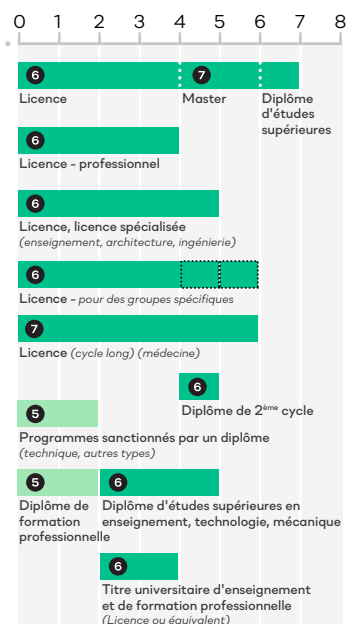 0 1 2 3 4 5 6 7 8
6 7
Licence Master Diplôme
d'études
supérieures
6
Licence - professionnel
6
Licence, licence spécialisée
(enseignement, architecture, ingénierie)
6
Licence - pour des groupes spécifiques
7
Licence (cycle long) (médecine)
6
Diplôme de 2ème cycle
5
Programmes sanctionnés par un diplôme
(technique, autres types)
5 6
Diplôme de Diplôme d'études supérieures en
formation enseignement, technologie, mécanique
professionnelle
6
Titre universitaire d'enseignement
et de formation professionnelle
(Licence ou équivalent)